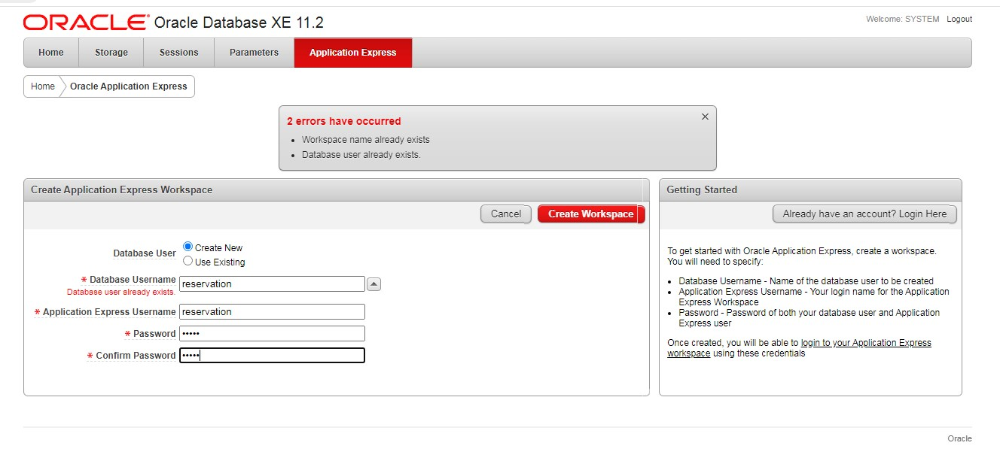 ORACLE® Oracle Database XE 11.2
Welcome: SYSTEM Logout
Home Storage Sessions Parameters Application Express
Home Oracle Application Express
2 errors have occurred
• Workspace name already exists
• Database user already exists.
Create Application Express Workspace
Cancel Create Workspace
Database User Create New
Use Existing
* Database Username reservation
Database user already exists.
* Application Express Username reservation
* Password •••••
* Confirm Password •••••
Getting Started
Already have an account? Login Here
To get started with Oracle Application Express, create a workspace.
You will need to specify:
• Database Username - Name of the database user to be created
• Application Express Username - Your login name for the Application
Express Workspace
• Password - Password of both your database user and Application
Express user
Once created, you will be able to login to your Application Express
workspace using these credentials
Oracle